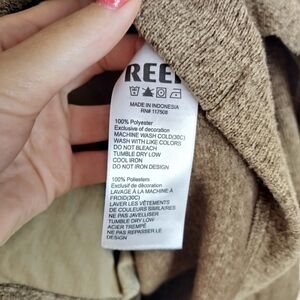 REEF
MADE IN INDONESIA
RN# 117508
100% Polyester
Exclusive of decoration
MACHINE WASH COLD(30C)
WASH WITH LIKE COLORS
DO NOT BLEACH
TUMBLE DRY LOW
COOL IRON
DO NOT IRON DESIGN
100% Poliesters
Exclusif de décoration
LAVAGE À LA MACHINE À
FROID(30C)
LAVER LES VÊTEMENTS
DE COULEURS SIMILAIRES
NE PAS JAVELLISER
TUMBLE DRY LOW
ACIER TREMPÉ
NE PAS REPASSER LE
DESIGN